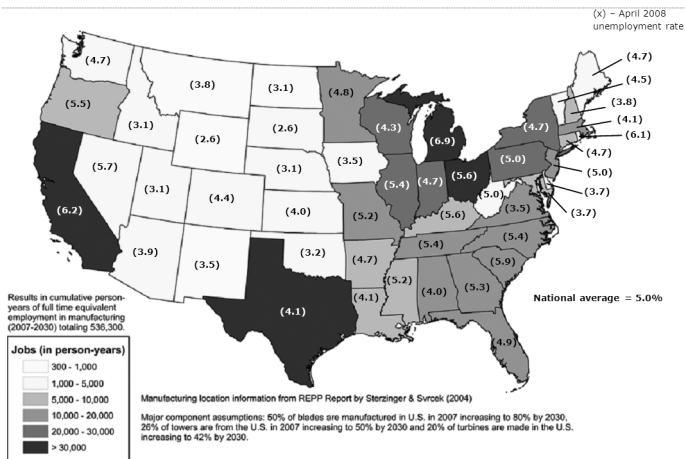 (x) – April 2008
unemployment rate
(4.7)
(3.8)
(3.1)
(4.8)
(4.7)
(4.5)
(3.8)
(4.1)
(6.1)
(4.7)
(5.0)
(3.7)
(3.7)
(5.5)
(3.1)
(2.6)
(2.6)
(4.3)
(6.9)
(4.7)
(5.7)
(3.1)
(4.4)
(3.1)
(3.5)
(5.4)
(4.7)
(5.6)
(5.0)
(5.0)
(6.2)
(4.0)
(5.2)
(5.6)
(3.5)
(3.9)
(3.5)
(3.2)
(4.7)
(5.4)
(5.4)
(5.9)
(4.1)
(4.1)
(5.2)
(4.0)
(5.3)
(4.9)
National average = 5.0%
Results in cumulative person-
years of full time equivalent
employment in manufacturing
(2007-2030) totaling 536,300.
Jobs (in person-years)
300 - 1,000
1,000 - 5,000
5,000 - 10,000
10,000 - 20,000
20,000 - 30,000
> 30,000
Manufacturing location information from REPP Report by Sterzinger & Svrcek (2004)
Major component assumptions: 50% of blades are manufactured in U.S. in 2007 increasing to 80% by 2030,
26% of towers are from the U.S. in 2007 increasing to 50% by 2030 and 20% of turbines are made in the U.S.
increasing to 42% by 2030.